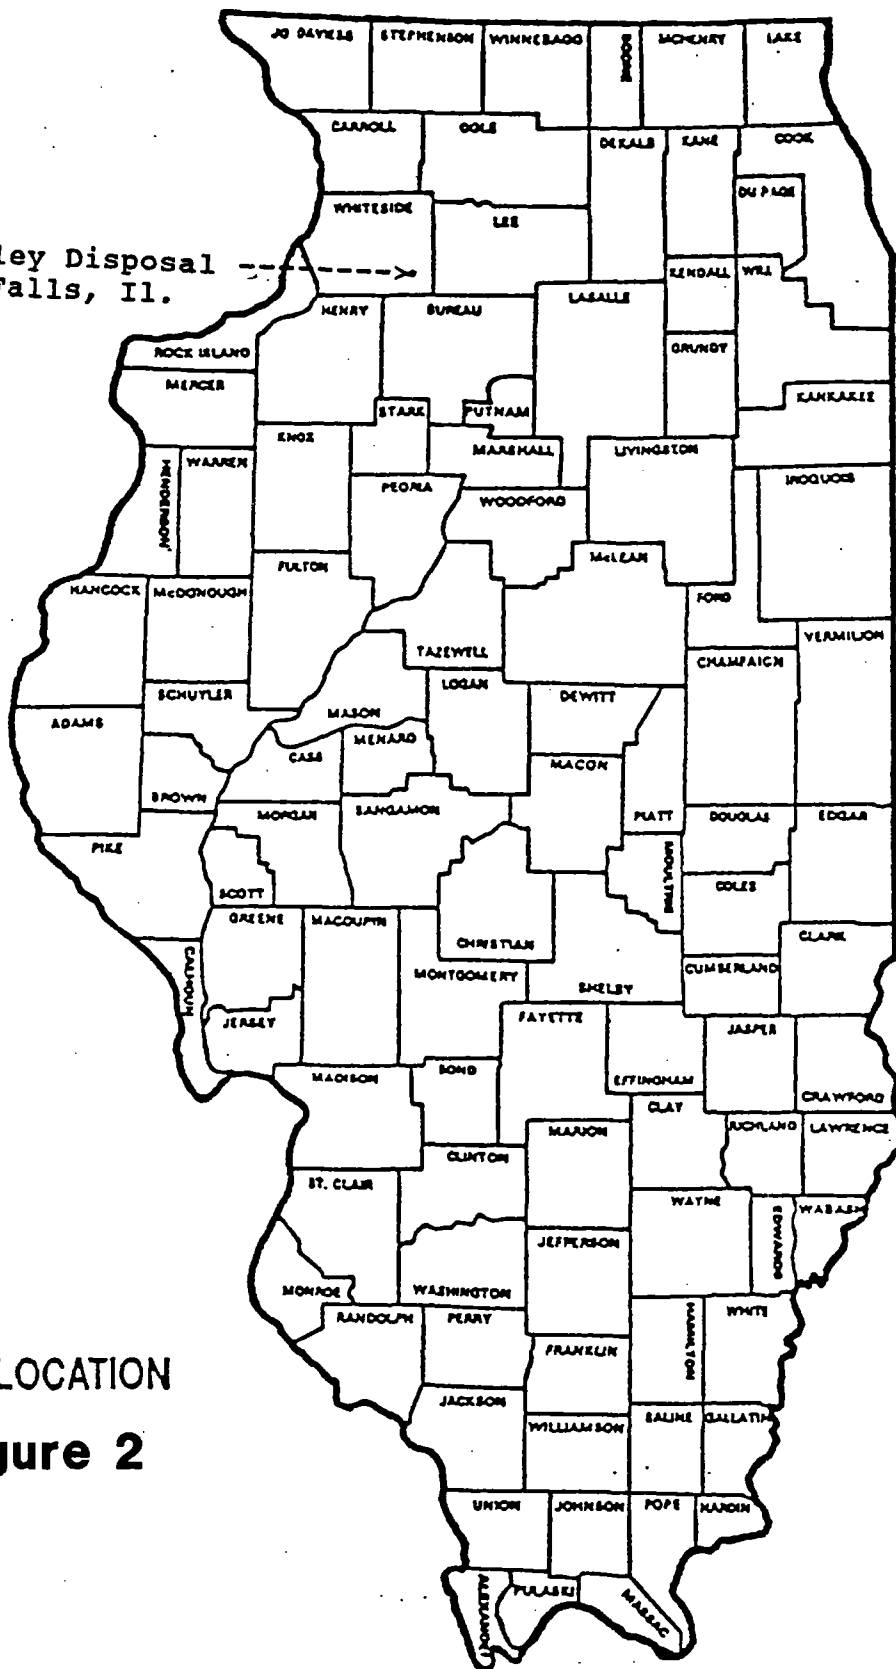 JO DAVIESS STEPHENSON WINNEBAGO BOONE MCHENRY LAKE
CARROLL OGLE DEKALB KANE COOK
DU PAGE
WHITESIDE LEE
ley Disposal
Falls, Il.
KENDALL WILL
HENRY BUREAU LASALLE
ROCK ISLAND GRUNDY
MERCER
STARK PUTNAM KANKAKEE
KNOX MARSHALL LIVINGSTON
HENDERSON WARREN
PEORIA WOODFORD IROQUOIS
FULTON McLEAN
HANCOCK McDONOUGH FORD
TAZEWELL VERMILION
CHAMPAIGN
SCHUYLER LOGAN DEWITT
ADAMS MASON
CASS MENARD MACON
BROWN MORGAN SANGAMON PIATT DOUGLAS EDGAR
PIKE MOULTRIE
SCOTT COLES
GREENE MACOUPIN
CHRISTIAN CLARK
CALHOUN MONTGOMERY SHELBY CUMBERLAND
JERSEY FAYETTE JASPER
MADISON BOND EFFINGHAM
CLAY CRAWFORD
MARION RICHLAND LAWRENCE
CLINTON
ST. CLAIR WAYNE EDWARDS WABASH
JEFFERSON
MONROE WASHINGTON
RANDOLPH PERRY HAMILTON WHITE
FRANKLIN
LOCATION
JACKSON
WILLIAMSON SALINE GALLATIN
gure 2
UNION JOHNSON POPE HARDIN
ALEXANDER PULASKI MASSAC